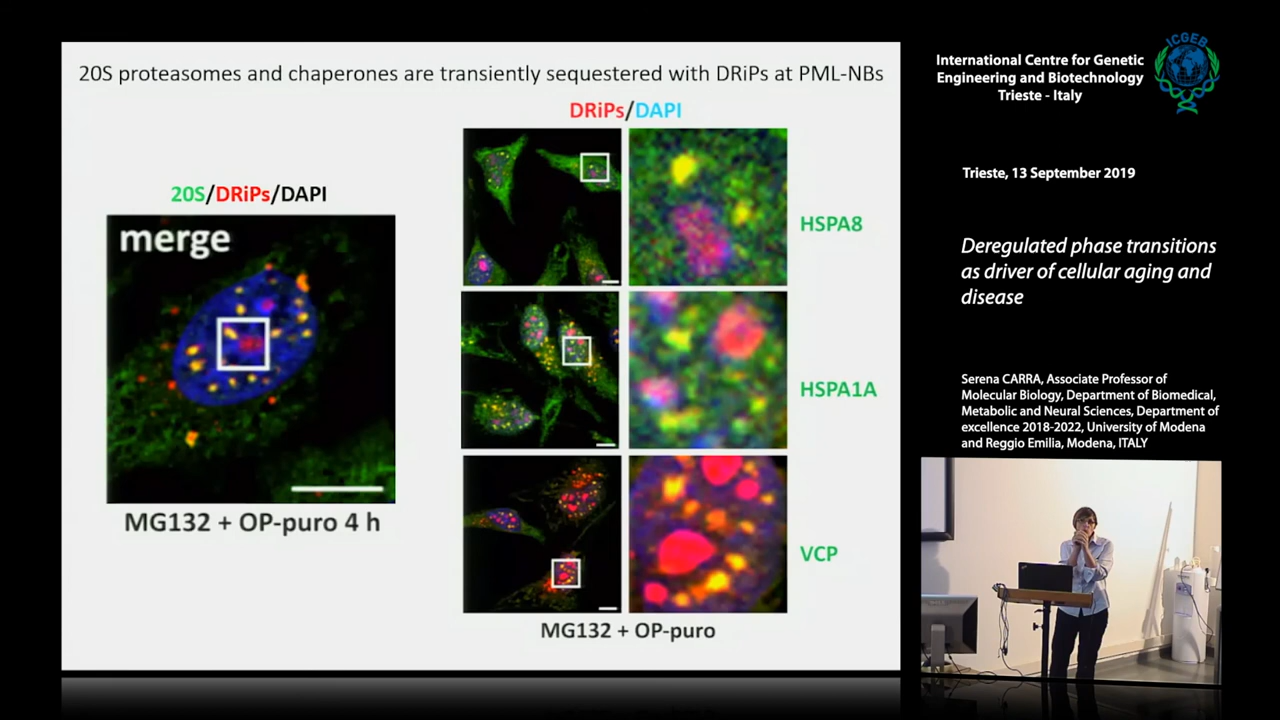 20S proteasomes and chaperones are transiently sequestered with DRiPs at PML-NBs
20S/DRiPs/DAPI
merge
MG132 + OP-puro 4 h
DRiPs/DAPI
HSPA8
HSPA1A
VCP
MG132 + OP-puro
International Centre for Genetic
Engineering and Biotechnology
Trieste - Italy
ICGEB
Trieste, 13 September 2019
Deregulated phase transitions
as driver of cellular aging and
disease
Serena CARRA, Associate Professor of
Molecular Biology, Department of Biomedical,
Metabolic and Neural Sciences, Department of
excellence 2018-2022, University of Modena
and Reggio Emilia, Modena, ITALY